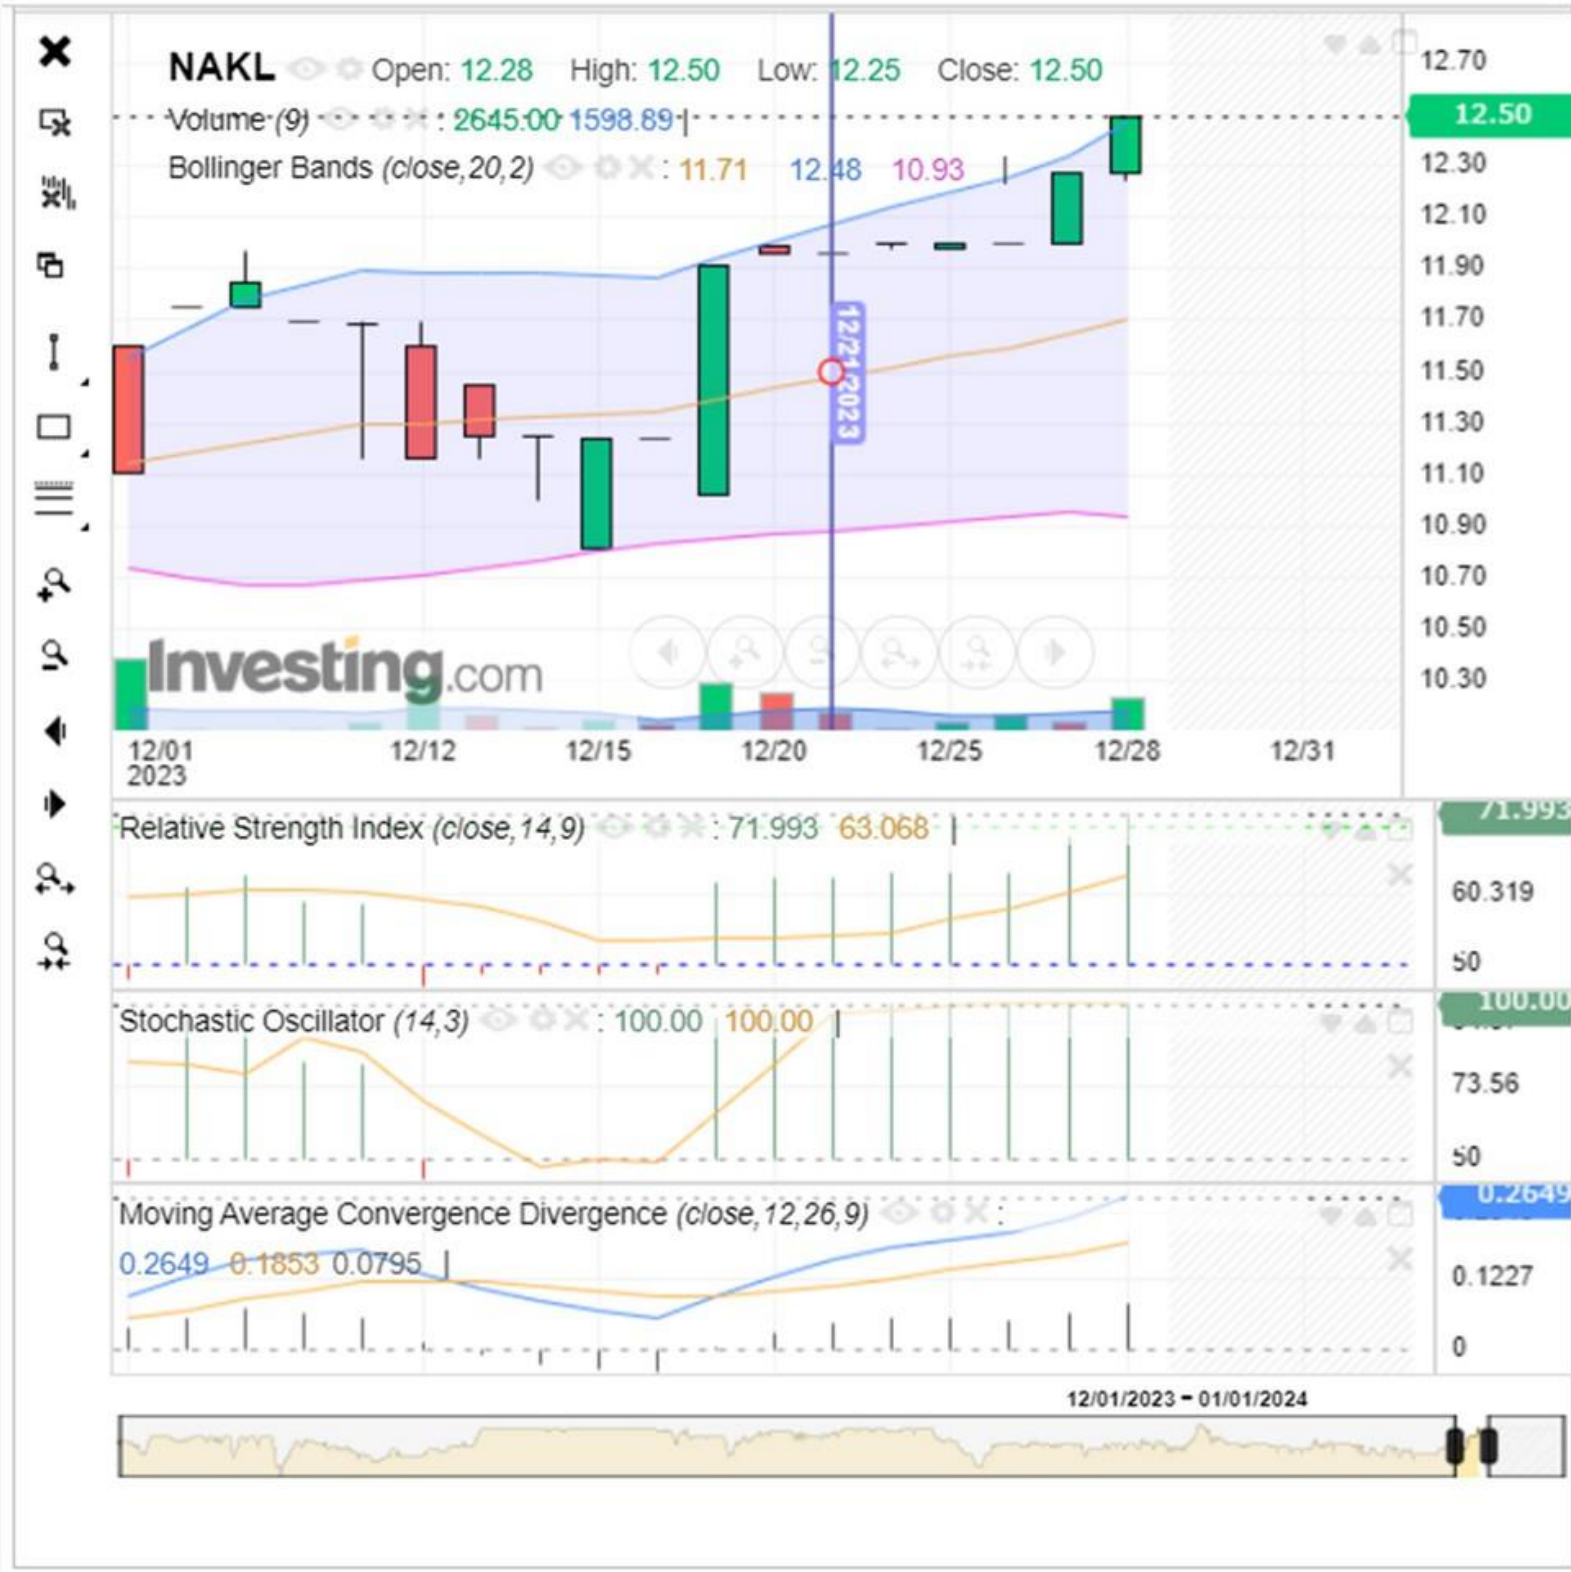 NAKL Open: 12.28 High: 12.50 Low: 12.25 Close: 12.50
Volume (9) : 2645.00 1598.89
Bollinger Bands (close,20,2) : 11.71 12.48 10.93
12.70
12.50
12.30
12.10
11.90
11.70
11.50
11.30
11.10
10.90
10.70
10.50
10.30
12/21/2023
Investing.com
12/01 12/12 12/15 12/20 12/25 12/28 12/31
2023
Relative Strength Index (close,14,9) : 71.993 63.068
71.993
60.319
50
Stochastic Oscillator (14,3) : 100.00 100.00
100.00
73.56
50
Moving Average Convergence Divergence (close,12,26,9) :
0.2649 0.1853 0.0795
0.2649
0.1227
0
12/01/2023 - 01/01/2024